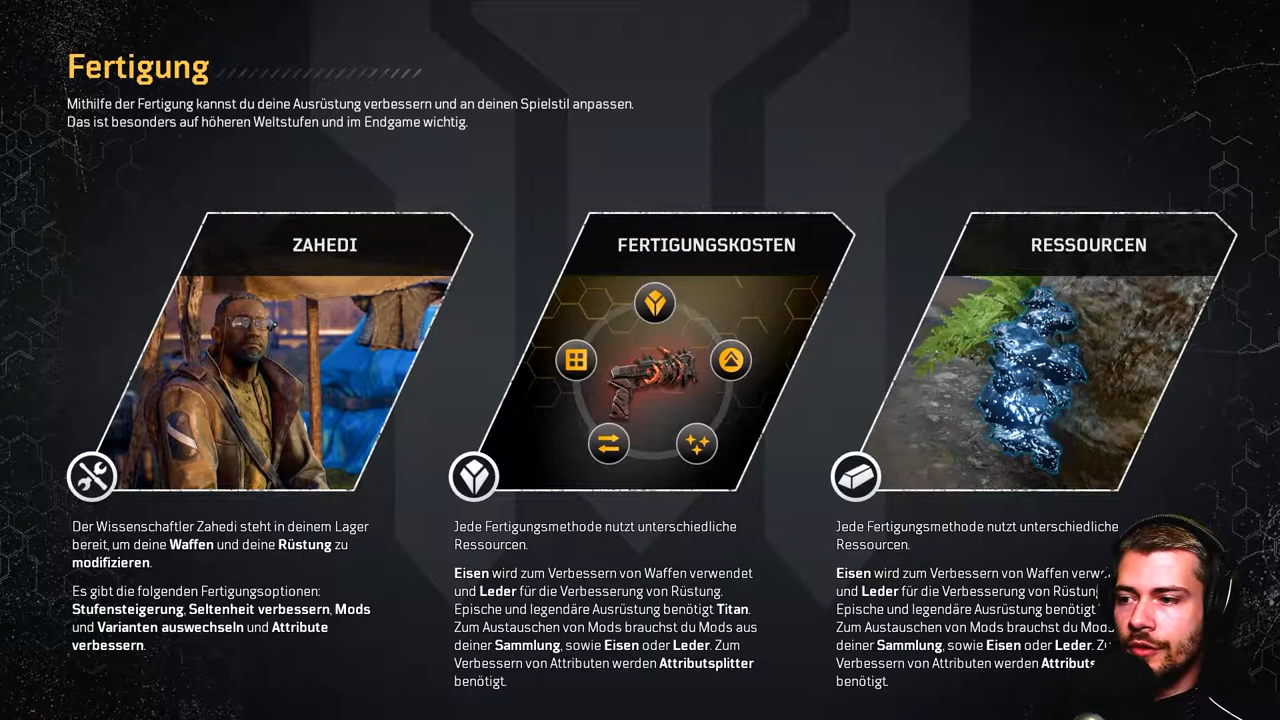 Fertigung
Mithilfe der Fertigung kannst du deine Ausrüstung verbessern und an deinen Spielstil anpassen.
Das ist besonders auf höheren Weltstufen und im Endgame wichtig.
ZAHEDI
Der Wissenschaftler Zahedi steht in deinem Lager
bereit, um deine Waffen und deine Rüstung zu
modifizieren.
Es gibt die folgenden Fertigungsoptionen:
Stufensteigerung, Seltenheit verbessern, Mods
und Varianten auswechseln und Attribute
verbessern.
FERTIGUNGSKOSTEN
Jede Fertigungsmethode nutzt unterschiedliche
Ressourcen.
Eisen wird zum Verbessern von Waffen verwendet
und Leder für die Verbesserung von Rüstung.
Epische und legendäre Ausrüstung benötigt Titan.
Zum Austauschen von Mods brauchst du Mods aus
deiner Sammlung, sowie Eisen oder Leder. Zum
Verbessern von Attributen werden Attributsplitter
benötigt.
RESSOURCEN
Jede Fertigungsmethode nutzt unterschiedliche
Ressourcen.
Eisen wird zum Verbessern von Waffen
und Leder für die Verbesserung von Rüstung
Epische und legendäre Ausrüstung benötigt
Zum Austauschen von Mods brauchst du Mods
deiner Sammlung, sowie Eisen oder Leder.
Verbessern von Attributen werden
benötigt.